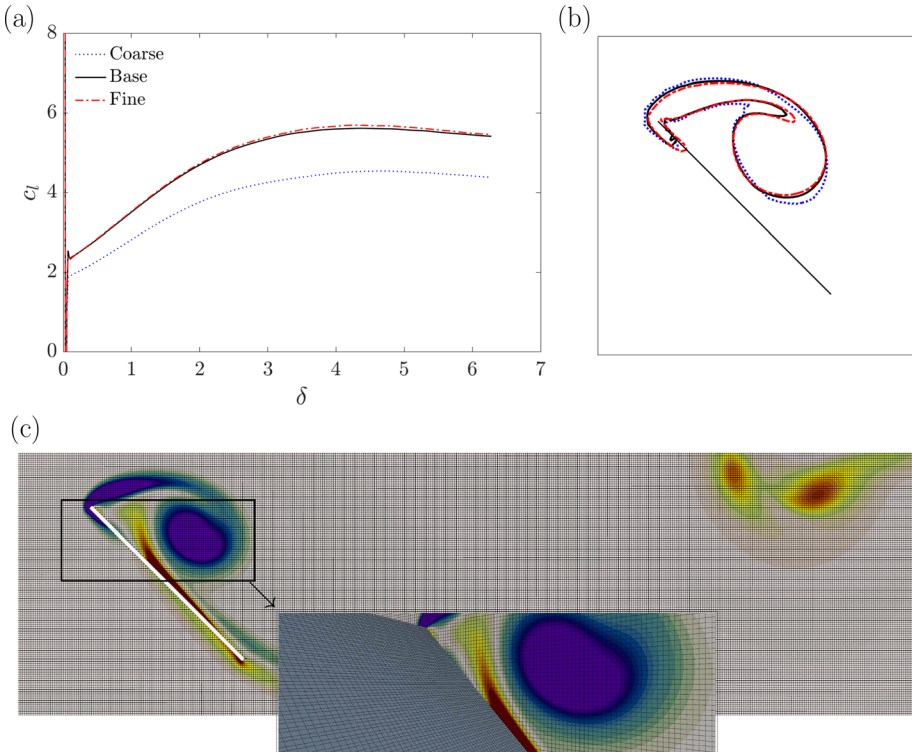 (a)
8
6
4
2
0
c_l
Coarse
Base
Fine
0 1 2 3 4 5 6 7
δ
(b)
(c)